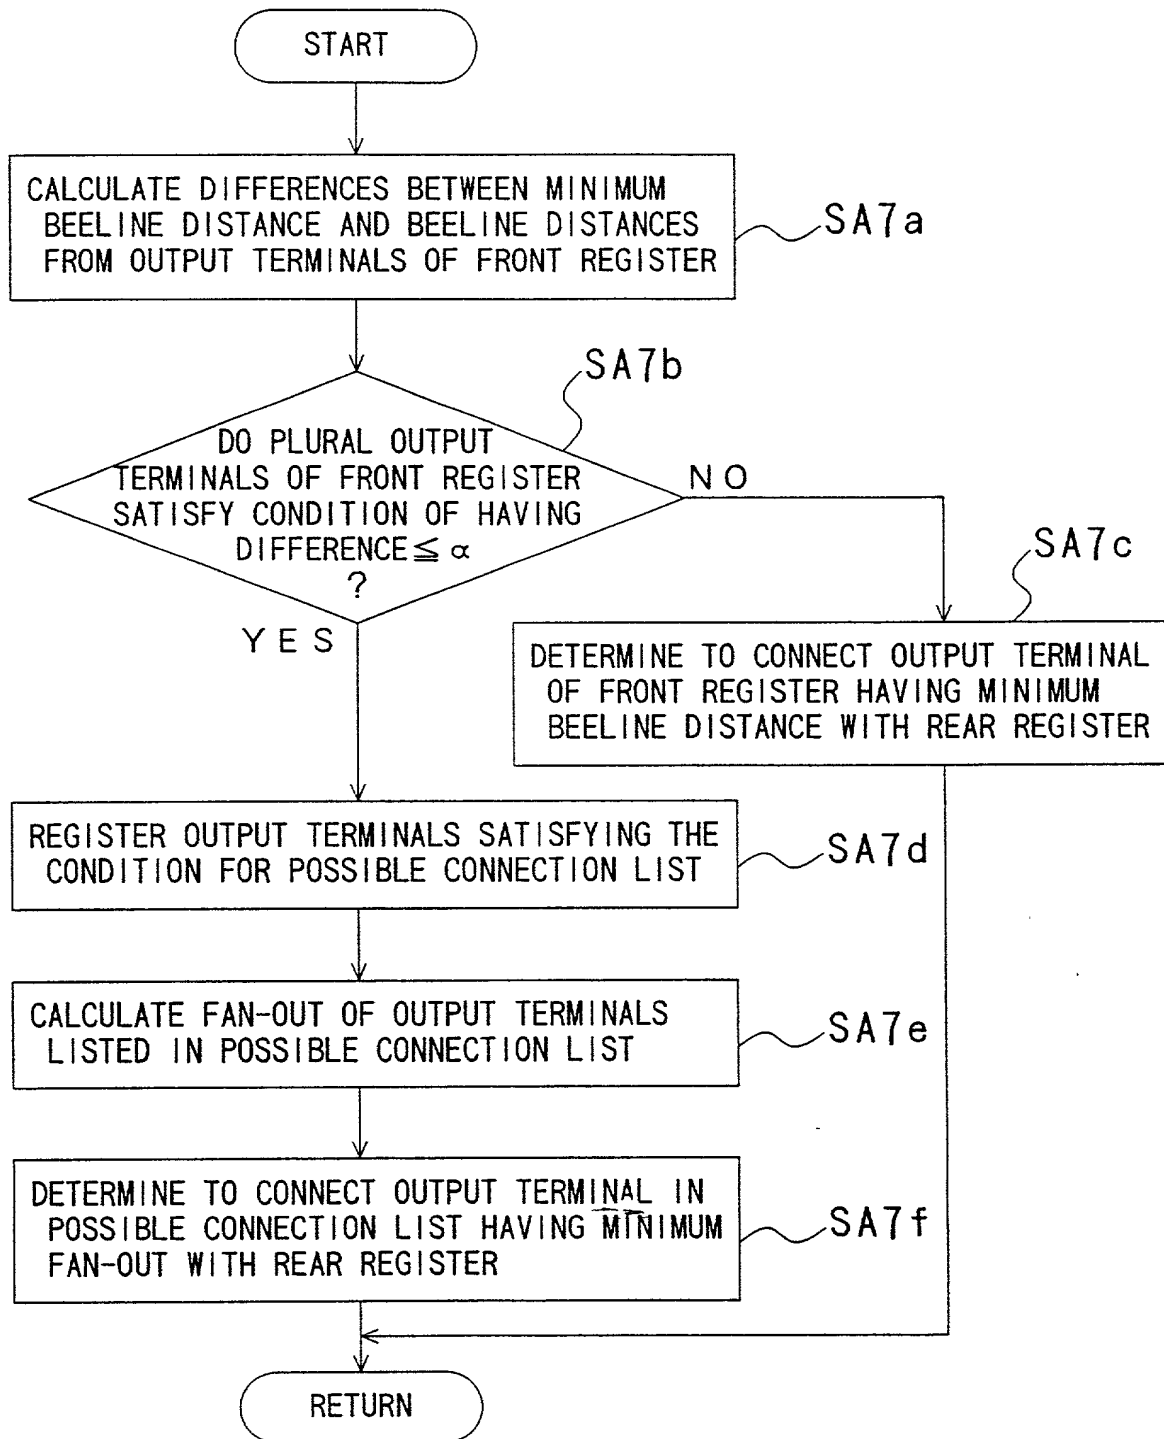 START
CALCULATE DIFFERENCES BETWEEN MINIMUM
BEELINE DISTANCE AND BEELINE DISTANCES
FROM OUTPUT TERMINALS OF FRONT REGISTER
SA7a
SA7b
DO PLURAL OUTPUT
TERMINALS OF FRONT REGISTER
SATISFY CONDITION OF HAVING
DIFFERENCE≦α
?
NO
YES
SA7c
DETERMINE TO CONNECT OUTPUT TERMINAL
OF FRONT REGISTER HAVING MINIMUM
BEELINE DISTANCE WITH REAR REGISTER
REGISTER OUTPUT TERMINALS SATISFYING THE
CONDITION FOR POSSIBLE CONNECTION LIST
SA7d
CALCULATE FAN-OUT OF OUTPUT TERMINALS
LISTED IN POSSIBLE CONNECTION LIST
SA7e
DETERMINE TO CONNECT OUTPUT TERMINAL IN
POSSIBLE CONNECTION LIST HAVING MINIMUM
FAN-OUT WITH REAR REGISTER
SA7f
RETURN